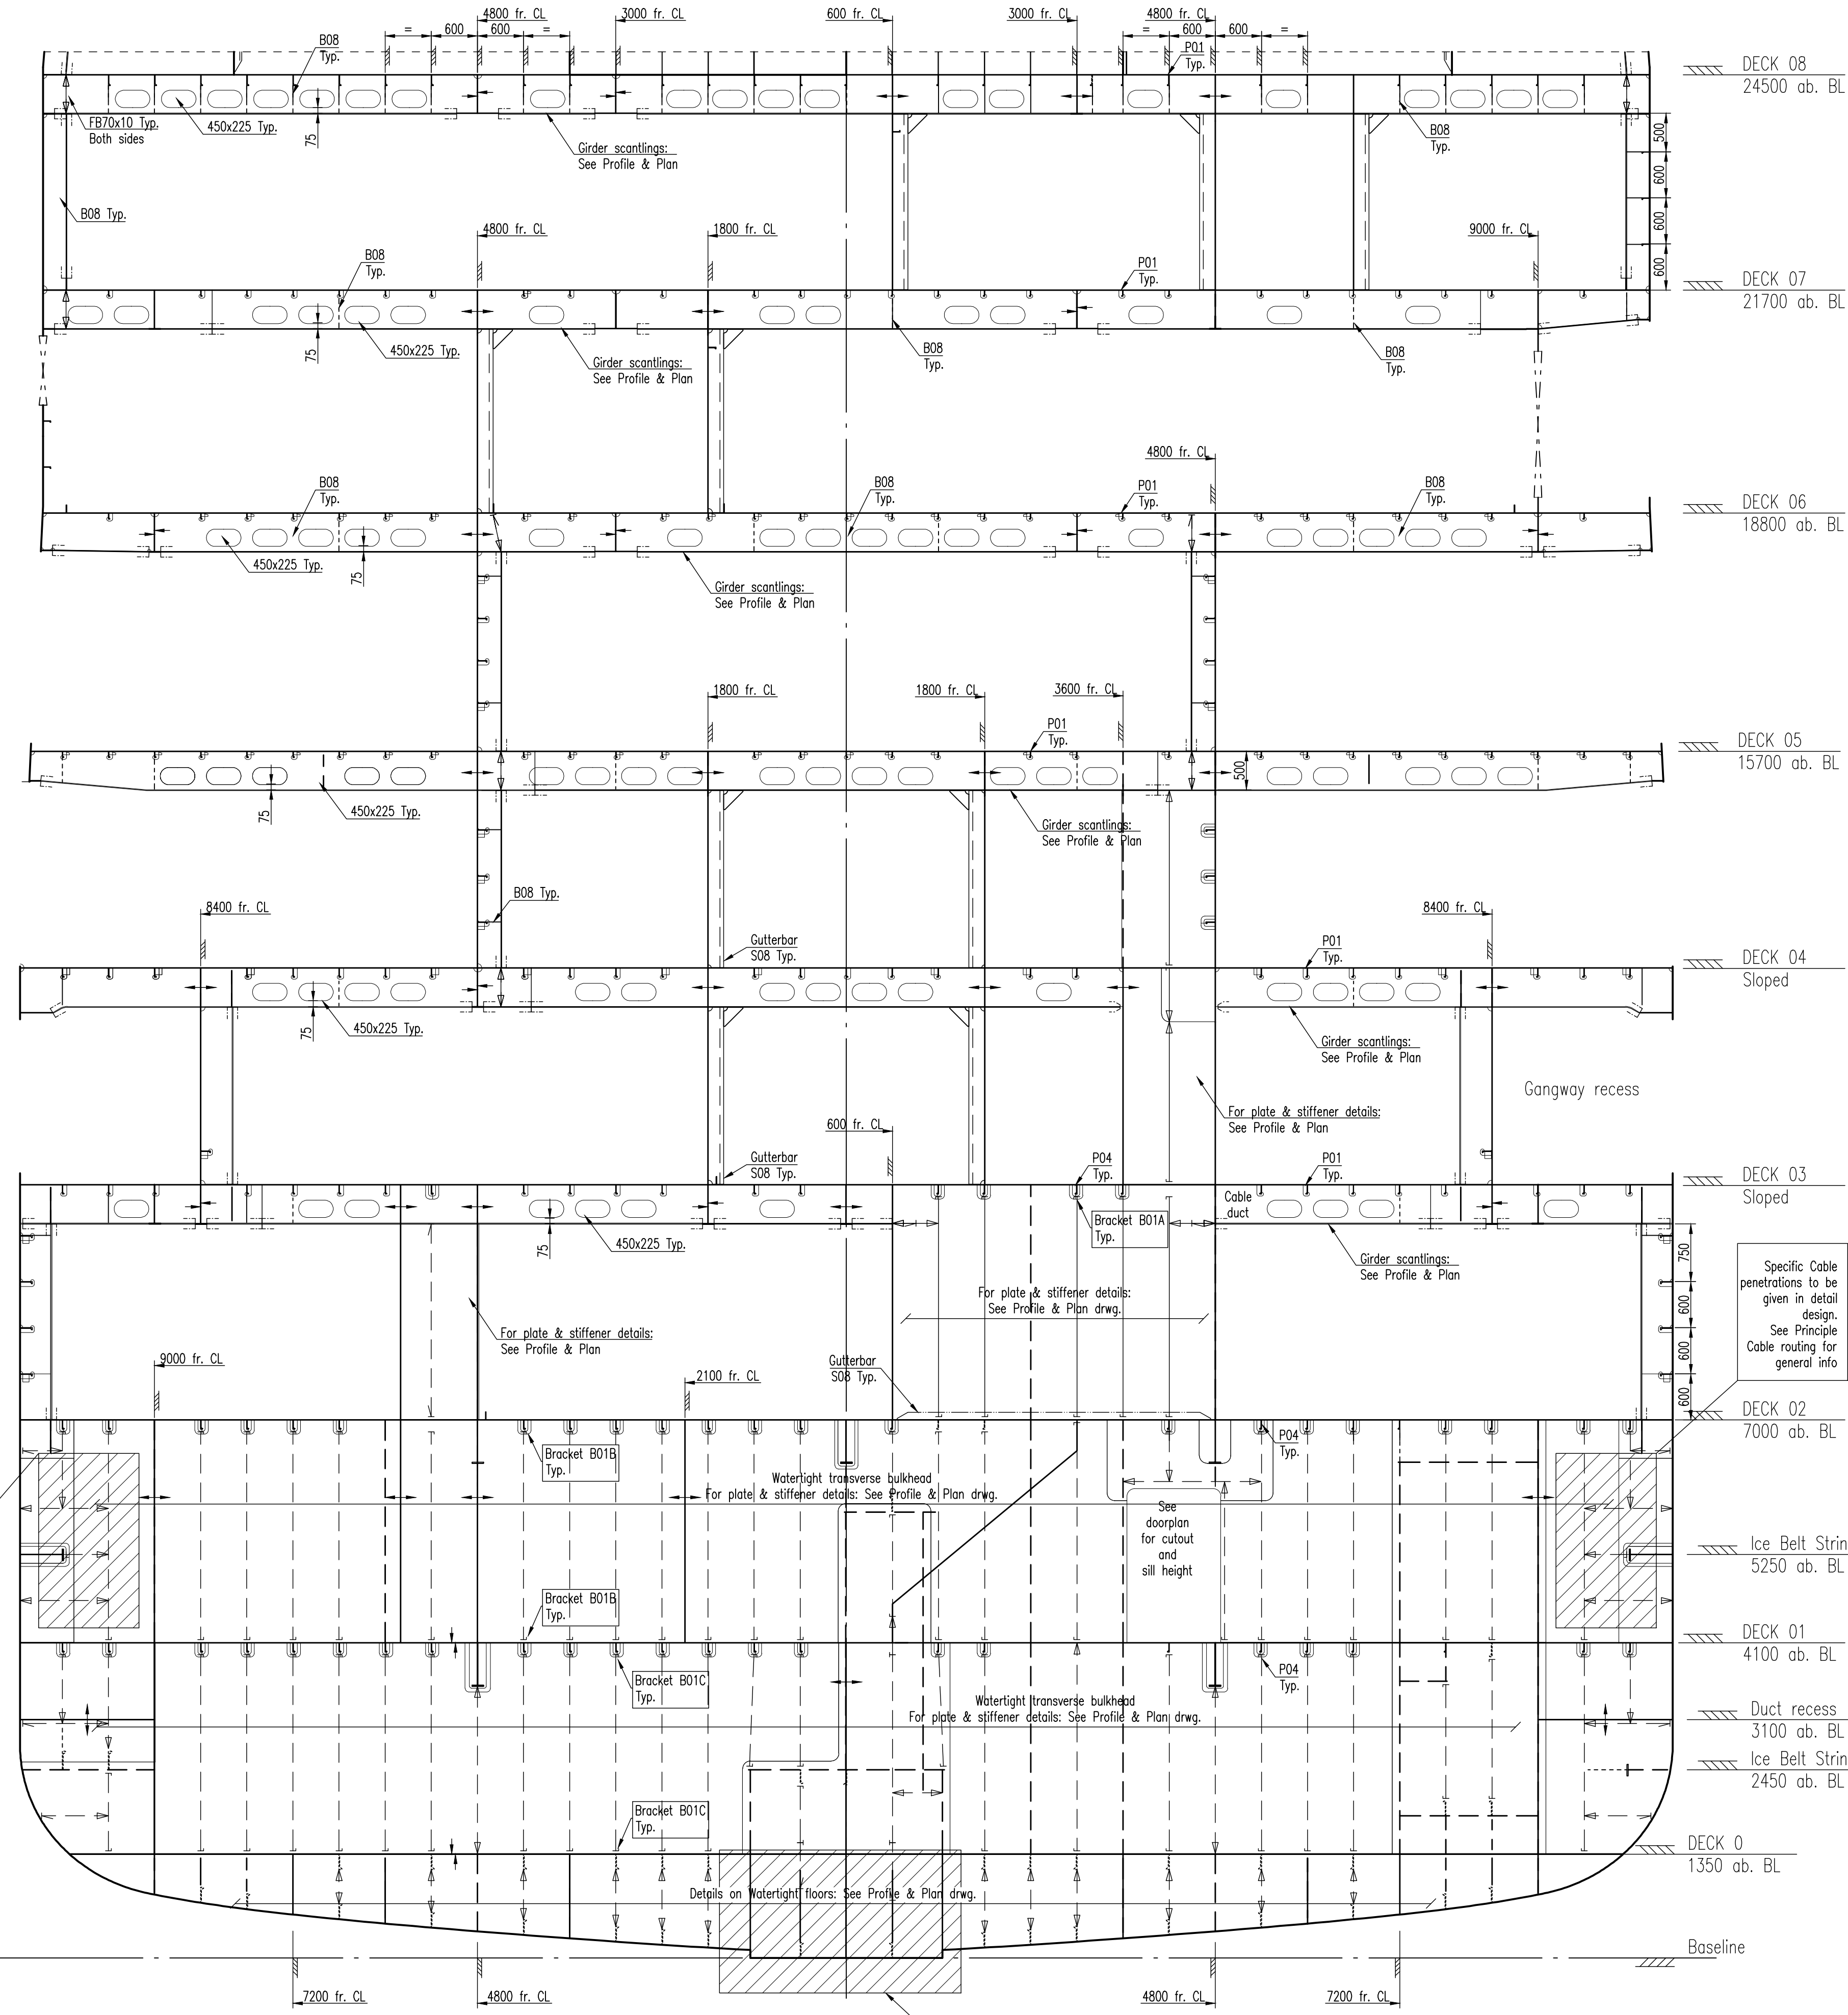 4800 fr. CL
3000 fr. CL
600 fr. CL
3000 fr. CL
4800 fr. CL
=
600
600
=
=
600
600
=
B08
Typ.
P01
Typ.
DECK 08
24500 ab. BL
FB70x10 Typ.
Both sides
450x225 Typ.
75
Girder scantlings:
See Profile & Plan
B08
Typ.
500
600
600
600
B08 Typ.
4800 fr. CL
1800 fr. CL
9000 fr. CL
B08
Typ.
P01
Typ.
DECK 07
21700 ab. BL
75
450x225 Typ.
Girder scantlings:
See Profile & Plan
B08
Typ.
B08
Typ.
4800 fr. CL
B08
Typ.
B08
Typ.
P01
Typ.
B08
Typ.
DECK 06
18800 ab. BL
450x225 Typ.
75
Girder scantlings:
See Profile & Plan
1800 fr. CL
1800 fr. CL
3600 fr. CL
P01
Typ.
DECK 05
15700 ab. BL
500
75
450x225 Typ.
Girder scantlings:
See Profile & Plan
B08 Typ.
8400 fr. CL
8400 fr. CL
Gutterbar
S08 Typ.
P01
Typ.
DECK 04
Sloped
75
450x225 Typ.
Girder scantlings:
See Profile & Plan
Gangway recess
For plate & stiffener details:
See Profile & Plan
600 fr. CL
Gutterbar
S08 Typ.
P04
Typ.
P01
Typ.
DECK 03
Sloped
Cable
duct
Bracket B01A
Typ.
75
450x225 Typ.
Girder scantlings:
See Profile & Plan
750
600
600
600
Specific Cable
penetrations to be
given in detail
design.
See Principle
Cable routing for
general info
For plate & stiffener details:
See Profile & Plan drwg.
For plate & stiffener details:
See Profile & Plan
9000 fr. CL
Gutterbar
S08 Typ.
2100 fr. CL
DECK 02
7000 ab. BL
Bracket B01B
Typ.
P04
Typ.
Watertight transverse bulkhead
For plate & stiffener details: See Profile & Plan drwg.
See
doorplan
for cutout
and
sill height
Ice Belt Strin
5250 ab. BL
Bracket B01B
Typ.
DECK 01
4100 ab. BL
Bracket B01C
Typ.
P04
Typ.
Watertight transverse bulkhead
For plate & stiffener details: See Profile & Plan drwg.
Duct recess
3100 ab. BL
Ice Belt Strin
2450 ab. BL
Bracket B01C
Typ.
DECK 0
1350 ab. BL
Details on Watertight floors: See Profile & Plan drwg.
Baseline
7200 fr. CL
4800 fr. CL
4800 fr. CL
7200 fr. CL